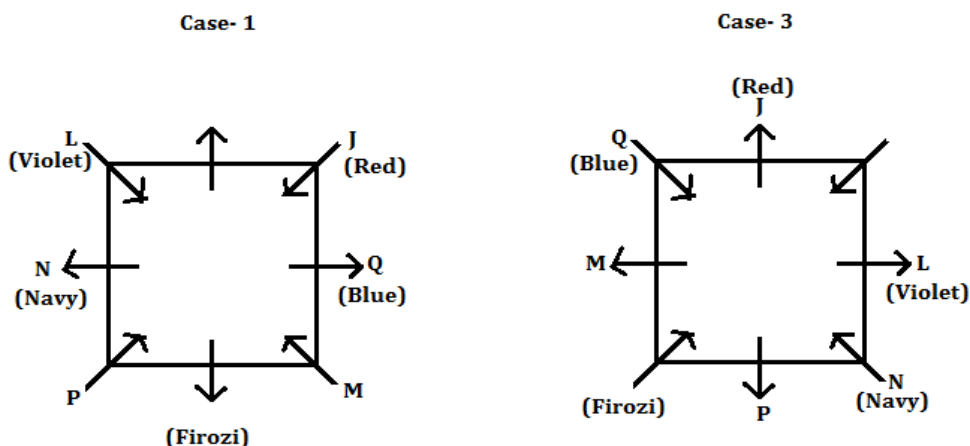 Case- 1
L
(Violet)
J
(Red)
N
(Navy)
Q
(Blue)
P
M
(Firozi)
Case- 3
(Red)
J
Q
(Blue)
M
L
(Violet)
(Firozi)
P
N
(Navy)